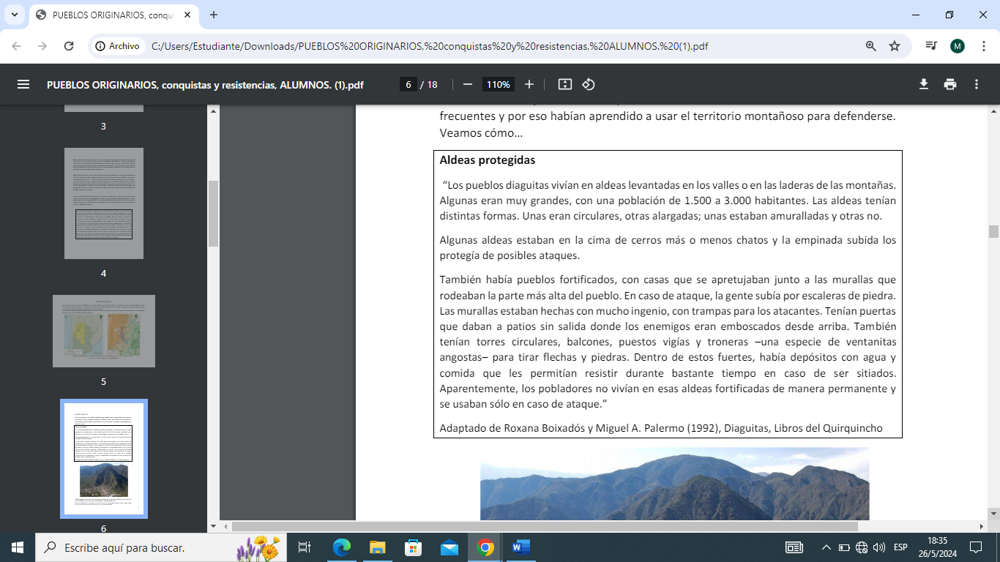 PUEBLOS ORIGINARIOS, conqui
Archivo
C:/Users/Estudiante/Downloads/PUEBLOS%20ORIGINARIOS,%20conquistas%20y%20resistencias,%20ALUMNOS.%20(1).pdf
M
PUEBLOS ORIGINARIOS, conquistas y resistencias, ALUMNOS. (1).pdf
6 / 18
110%
3
4
5
6
frecuentes y por eso habían aprendido a usar el territorio montañoso para defenderse.
Veamos cómo...
Aldeas protegidas
“Los pueblos diaguitas vivían en aldeas levantadas en los valles o en las laderas de las montañas.
Algunas eran muy grandes, con una población de 1.500 a 3.000 habitantes. Las aldeas tenían
distintas formas. Unas eran circulares, otras alargadas; unas estaban amuralladas y otras no.
Algunas aldeas estaban en la cima de cerros más o menos chatos y la empinada subida los
protegía de posibles ataques.
También había pueblos fortificados, con casas que se apretujaban junto a las murallas que
rodeaban la parte más alta del pueblo. En caso de ataque, la gente subía por escaleras de piedra.
Las murallas estaban hechas con mucho ingenio, con trampas para los atacantes. Tenían puertas
que daban a patios sin salida donde los enemigos eran emboscados desde arriba. También
tenían torres circulares, balcones, puestos vigías y troneras –una especie de ventanitas
angostas– para tirar flechas y piedras. Dentro de estos fuertes, había depósitos con agua y
comida que les permitían resistir durante bastante tiempo en caso de ser sitiados.
Aparentemente, los pobladores no vivían en esas aldeas fortificadas de manera permanente y
se usaban sólo en caso de ataque.”
Adaptado de Roxana Boixadós y Miguel A. Palermo (1992), Diaguitas, Libros del Quirquincho
Escribe aquí para buscar.
ESP
18:35
26/5/2024